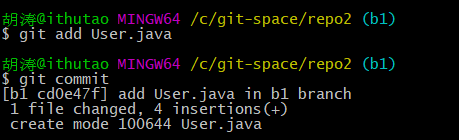 胡涛@ithutao MINGW64 /c/git-space/repo2 (b1)
$ git add User.java
胡涛@ithutao MINGW64 /c/git-space/repo2 (b1)
$ git commit
[b1 cd0e47f] add User.java in b1 branch
1 file changed, 4 insertions(+)
create mode 100644 User.java